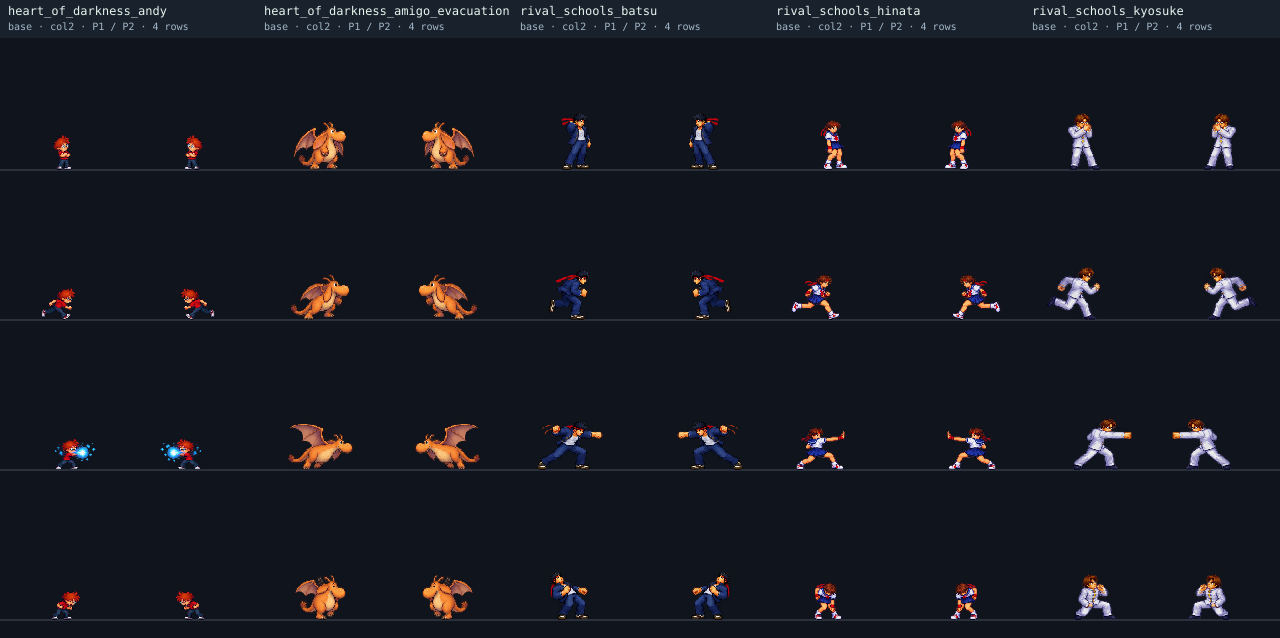 heart_of_darkness_andy
base · col2 · P1 / P2 · 4 rows
heart_of_darkness_amigo_evacuation
base · col2 · P1 / P2 · 4 rows
rival_schools_batsu
base · col2 · P1 / P2 · 4 rows
rival_schools_hinata
base · col2 · P1 / P2 · 4 rows
rival_schools_kyosuke
base · col2 · P1 / P2 · 4 rows